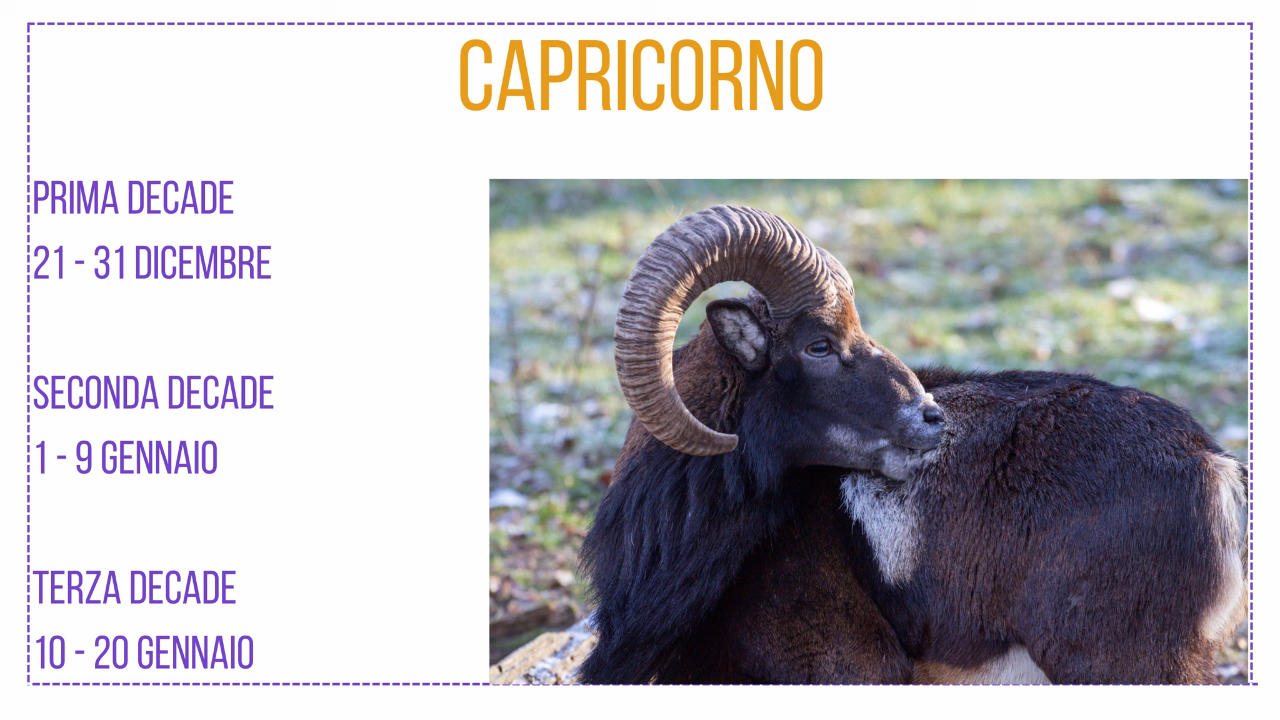 CAPRICORNO
PRIMA DECADE
21 - 31 DICEMBRE
SECONDA DECADE
1 - 9 GENNAIO
TERZA DECADE
10 - 20 GENNAIO